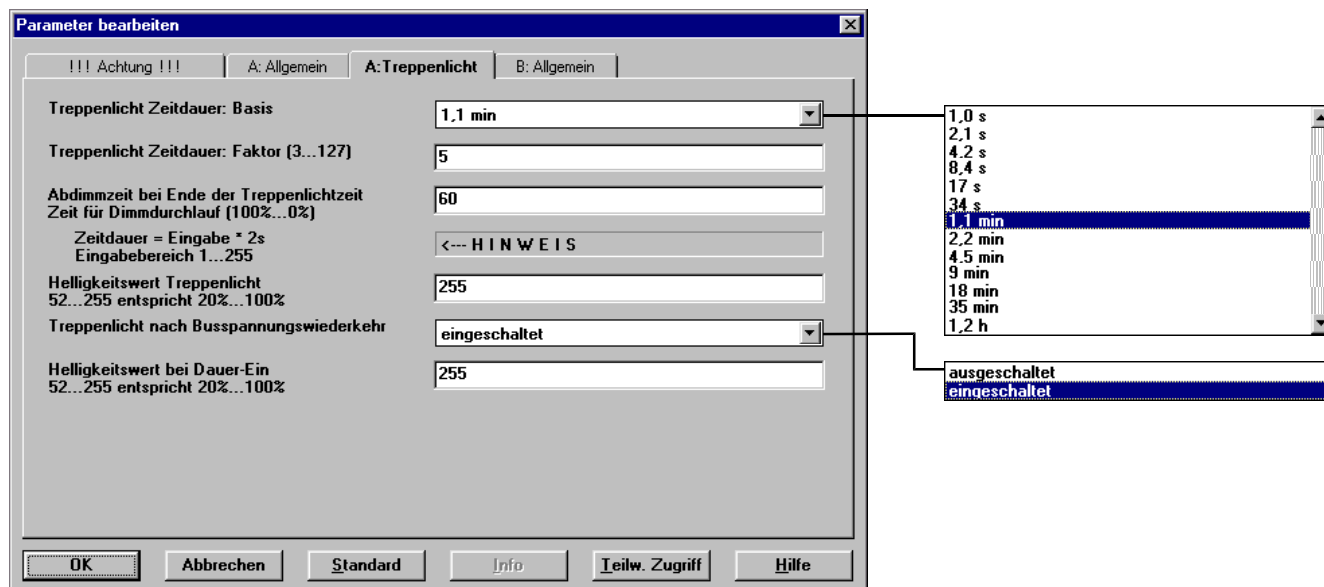 Parameter bearbeiten
!!! Achtung !!!
A: Allgemein
A:Treppenlicht
B: Allgemein
Treppenlicht Zeitdauer: Basis
1,1 min
Treppenlicht Zeitdauer: Faktor (3...127)
5
Abdimmzeit bei Ende der Treppenlichtzeit
Zeit für Dimmdurchlauf (100%...0%)
60
Zeitdauer = Eingabe * 2s
Eingabebereich 1...255
<--- H I N W E I S
Helligkeitswert Treppenlicht
52...255 entspricht 20%...100%
255
Treppenlicht nach Busspannungswiederkehr
eingeschaltet
Helligkeitswert bei Dauer-Ein
52...255 entspricht 20%...100%
255
OK
Abbrechen
Standard
Info
Teilw. Zugriff
Hilfe
1,0 s
2,1 s
4.2 s
8,4 s
17 s
34 s
1,1 min
2,2 min
4.5 min
9 min
18 min
35 min
1,2 h
ausgeschaltet
eingeschaltet